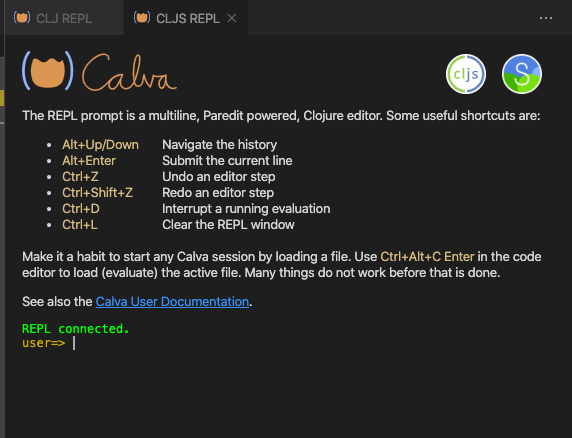 CLJ REPL
CLJS REPL
Calva
cljs
S
The REPL prompt is a multiline, Paredit powered, Clojure editor. Some useful shortcuts are:
• Alt+Up/Down Navigate the history
• Alt+Enter Submit the current line
• Ctrl+Z Undo an editor step
• Ctrl+Shift+Z Redo an editor step
• Ctrl+D Interrupt a running evaluation
• Ctrl+L Clear the REPL window
Make it a habit to start any Calva session by loading a file. Use Ctrl+Alt+C Enter in the code
editor to load (evaluate) the active file. Many things do not work before that is done.
See also the Calva User Documentation.
REPL connected.
user=>